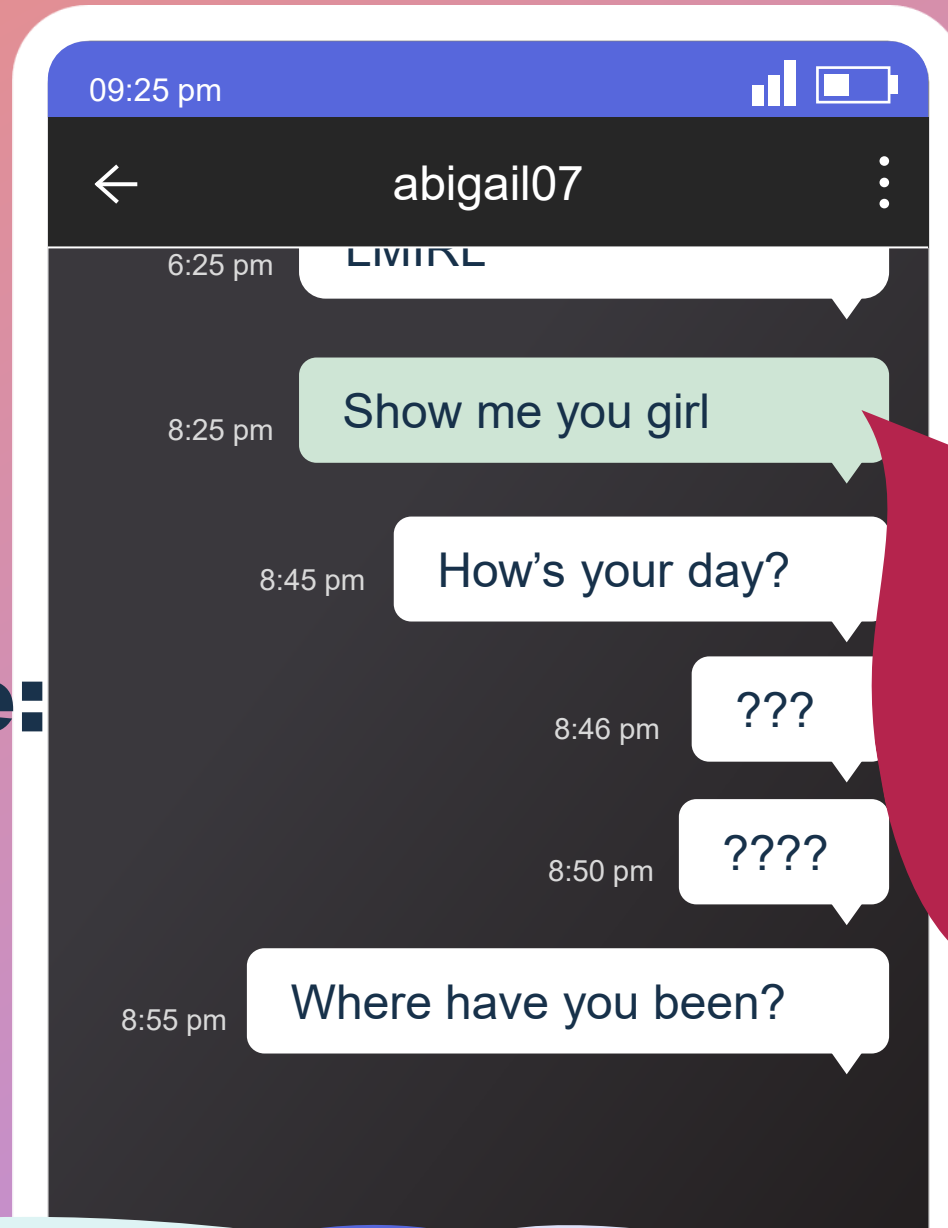 09:25 pm
abigail07
6:25 pm LMIRL
8:25 pm Show me you girl
8:45 pm How's your day?
8:46 pm ???
8:50 pm ????
8:55 pm Where have you been?